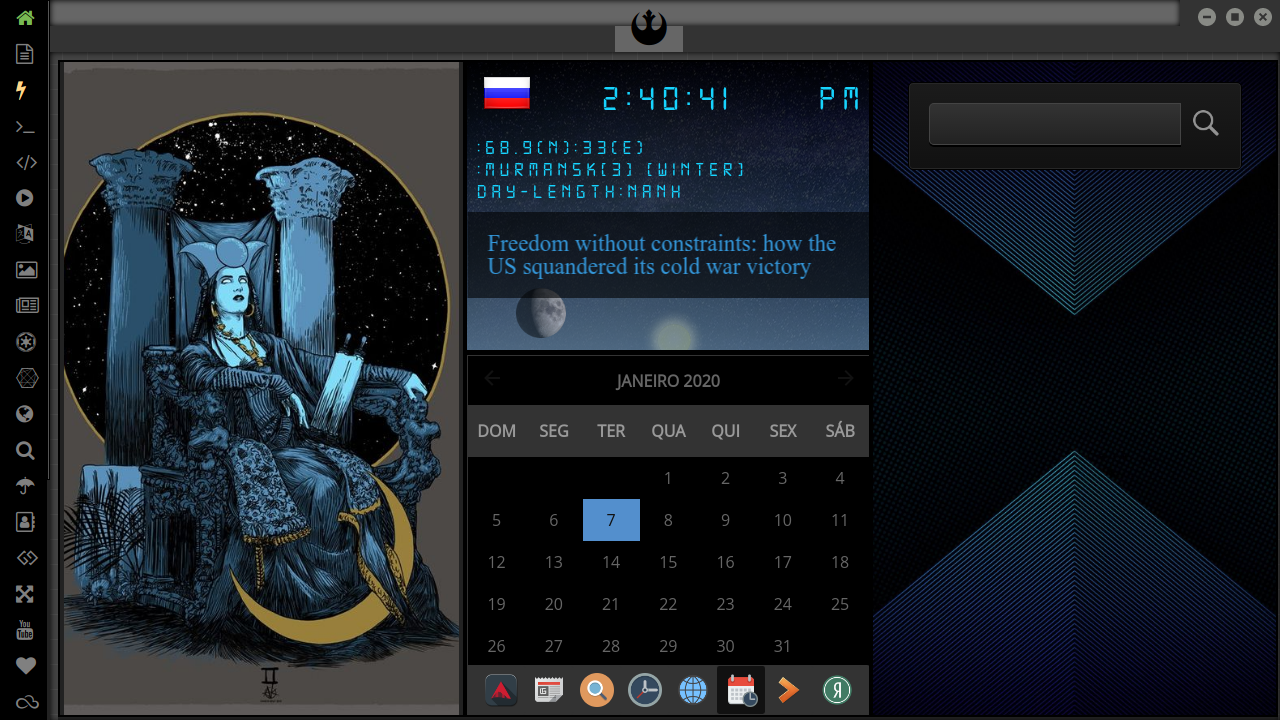 2:40:41 PM
:68.9(N):33(E)
:MURMANSK(3) (WINTER)
DAY-LENGTH:NANH
Freedom without constraints: how the
US squandered its cold war victory
JANEIRO 2020
DOM SEG TER QUA QUI SEX SÁB
1 2 3 4
5 6 7 8 9 10 11
12 13 14 15 16 17 18
19 20 21 22 23 24 25
26 27 28 29 30 31
II
You
Tube
Я